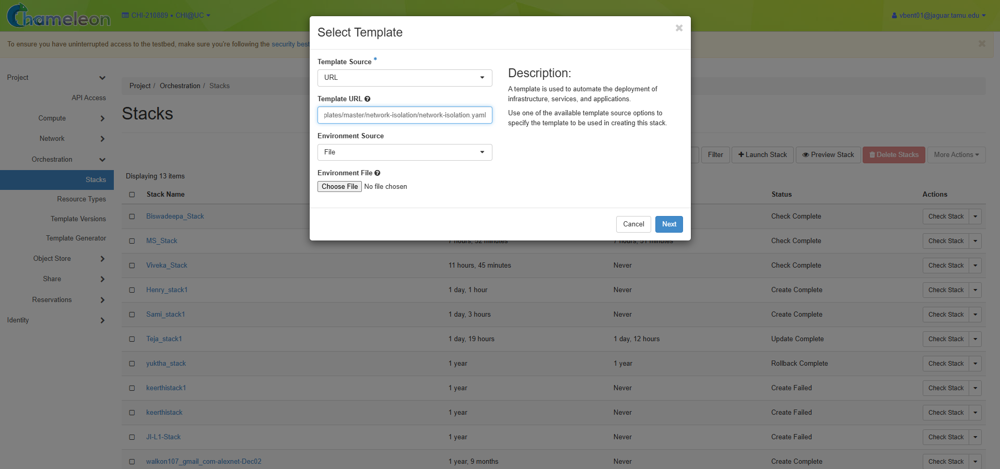 Chameleon
CHI-210889 • CHI@UC
vbent01@jaguar.tamu.edu
To ensure you have uninterrupted access to the testbed, make sure you're following the security best
Select Template
Template Source *
URL
Template URL
plates/master/network-isolation/network-isolation.yaml
Environment Source
File
Environment File
Choose File No file chosen
Description:
A template is used to automate the deployment of
infrastructure, services, and applications.
Use one of the available template source options to
specify the template to be used in creating this stack.
Cancel
Next
Project
API Access
Compute
Network
Orchestration
Stacks
Resource Types
Template Versions
Template Generator
Object Store
Share
Reservations
Identity
Project / Orchestration / Stacks
Stacks
Filter
Launch Stack
Preview Stack
Delete Stacks
More Actions
Displaying 13 items
Stack Name Status Actions
Biswadeepa_Stack Check Complete Check Stack
MS_Stack 7 hours, 52 minutes 7 hours, 51 minutes Check Complete Check Stack
Viveka_Stack 11 hours, 45 minutes Never Check Complete Check Stack
Henry_stack1 1 day, 1 hour Never Create Complete Check Stack
Sami_stack1 1 day, 3 hours Never Create Complete Check Stack
Teja_stack1 1 day, 19 hours 1 day, 12 hours Update Complete Check Stack
yuktha_stack 1 year 1 year Rollback Complete Check Stack
keerthistack1 1 year Never Create Failed Check Stack
keerthistack 1 year Never Create Failed Check Stack
JI-L1-Stack 1 year Never Create Failed Check Stack
walkon107_gmail_com-alexnet-Dec02 1 year, 9 months Never Create Complete Check Stack